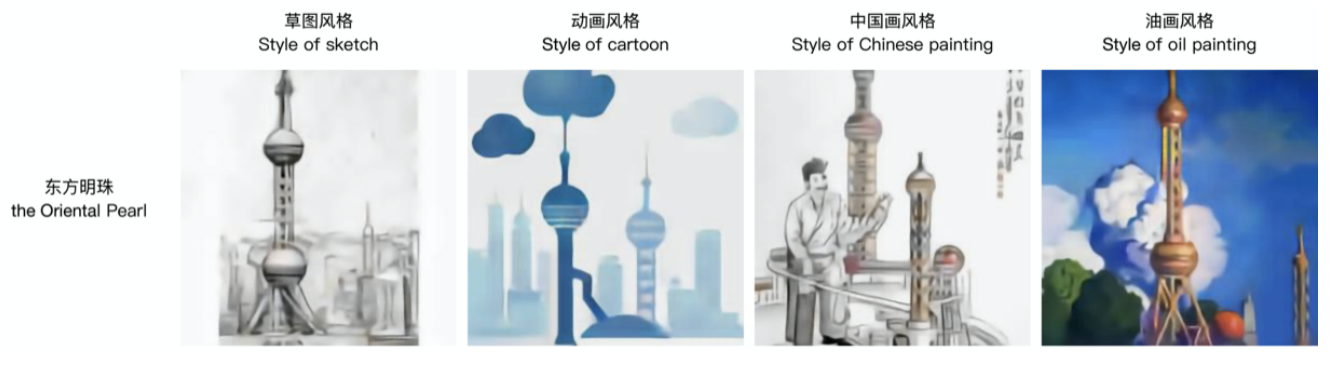 草图风格
Style of sketch
动画风格
Style of cartoon
中国画风格
Style of Chinese painting
油画风格
Style of oil painting
东方明珠
the Oriental Pearl